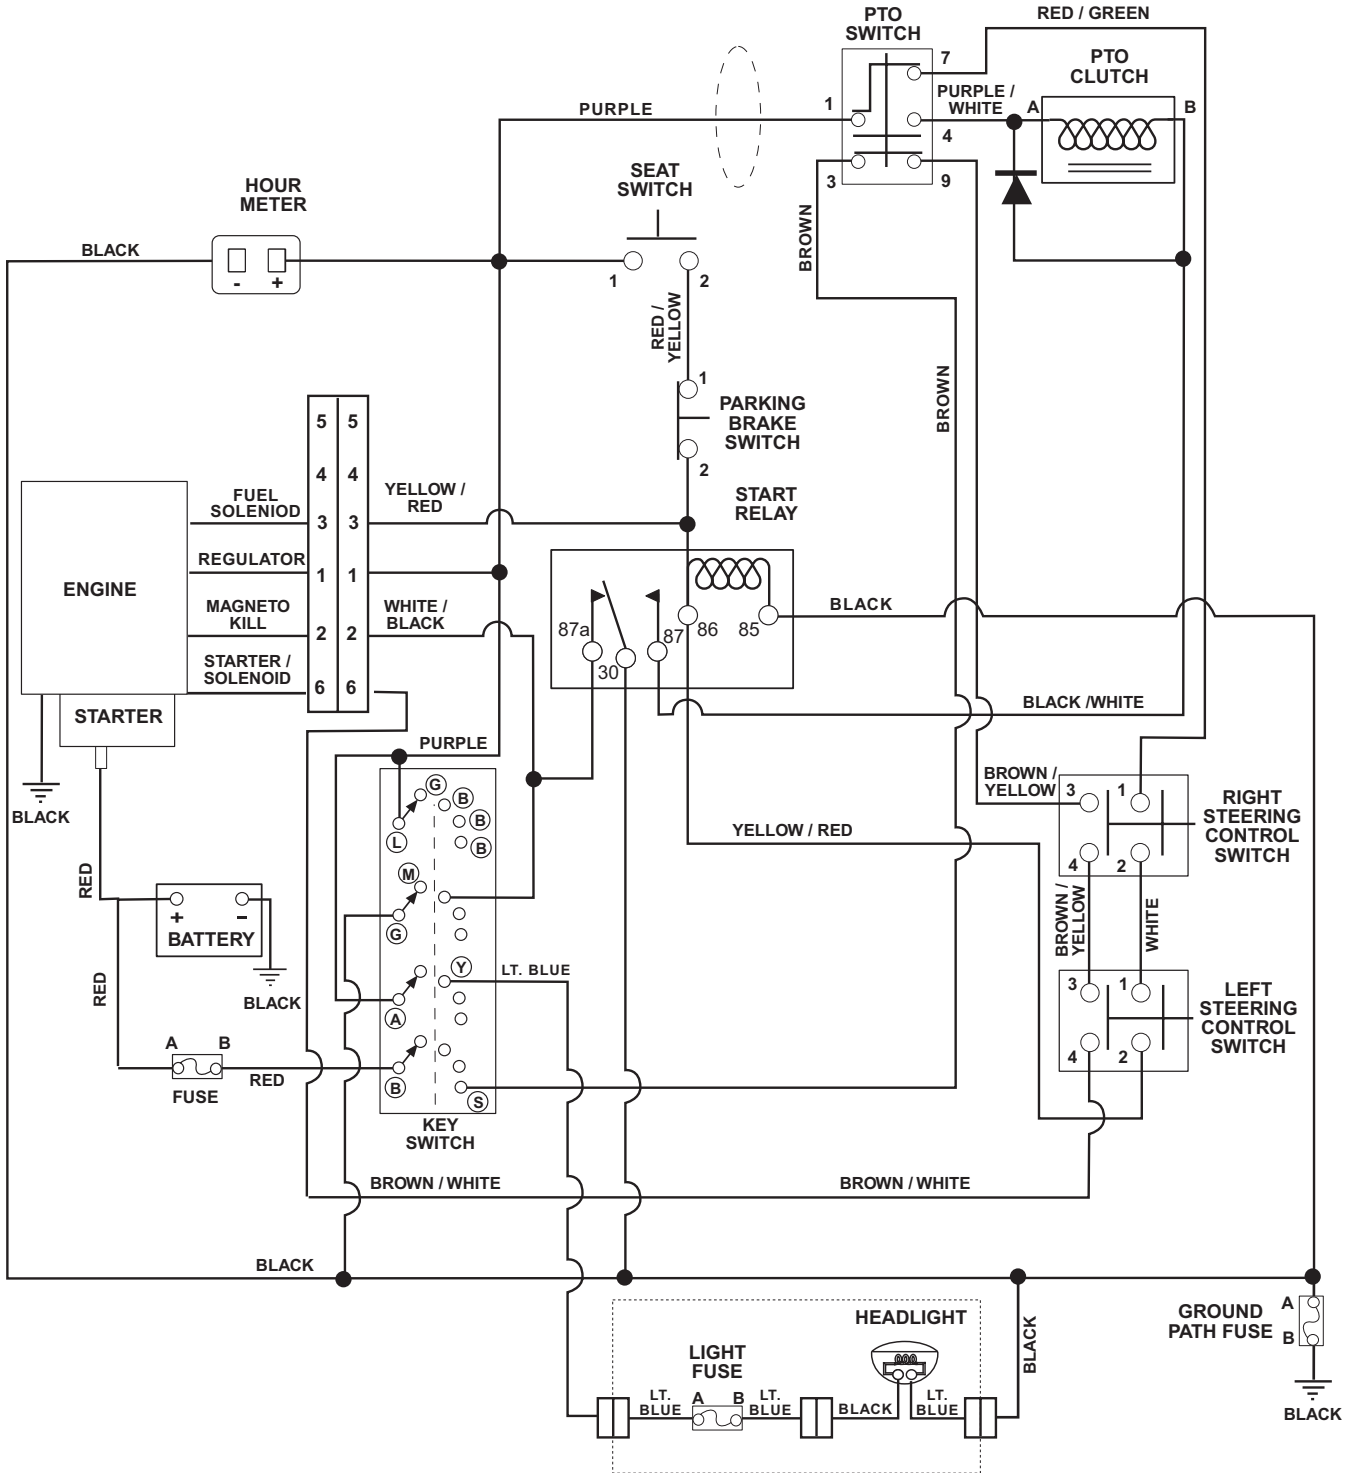 PTO
SWITCH
RED / GREEN
7
PTO
CLUTCH
PURPLE /
WHITE
A
B
PURPLE
1
4
3
9
SEAT
SWITCH
HOUR
METER
BLACK
-
+
1
2
BROWN
RED /
YELLOW
1
PARKING
BRAKE
SWITCH
2
BROWN
5
5
4
4
3
3
1
1
2
2
6
6
FUEL
SOLENIOD
YELLOW /
RED
START
RELAY
REGULATOR
ENGINE
MAGNETO
KILL
WHITE /
BLACK
STARTER /
SOLENOID
STARTER
87a
30
87
86
85
BLACK
BLACK /WHITE
PURPLE
BLACK
G
B
B
B
L
M
G
Y
A
B
S
KEY
SWITCH
LT. BLUE
YELLOW / RED
BROWN /
YELLOW
3
1
4
2
RIGHT
STEERING
CONTROL
SWITCH
BROWN /
YELLOW
WHITE
3
1
4
2
LEFT
STEERING
CONTROL
SWITCH
RED
+
-
BATTERY
BLACK
RED
A
B
FUSE
RED
BROWN / WHITE
BROWN / WHITE
BLACK
HEADLIGHT
LIGHT
FUSE
LT.
BLUE
A
B
LT.
BLUE
BLACK
LT.
BLUE
BLACK
GROUND
PATH FUSE
A
B
BLACK